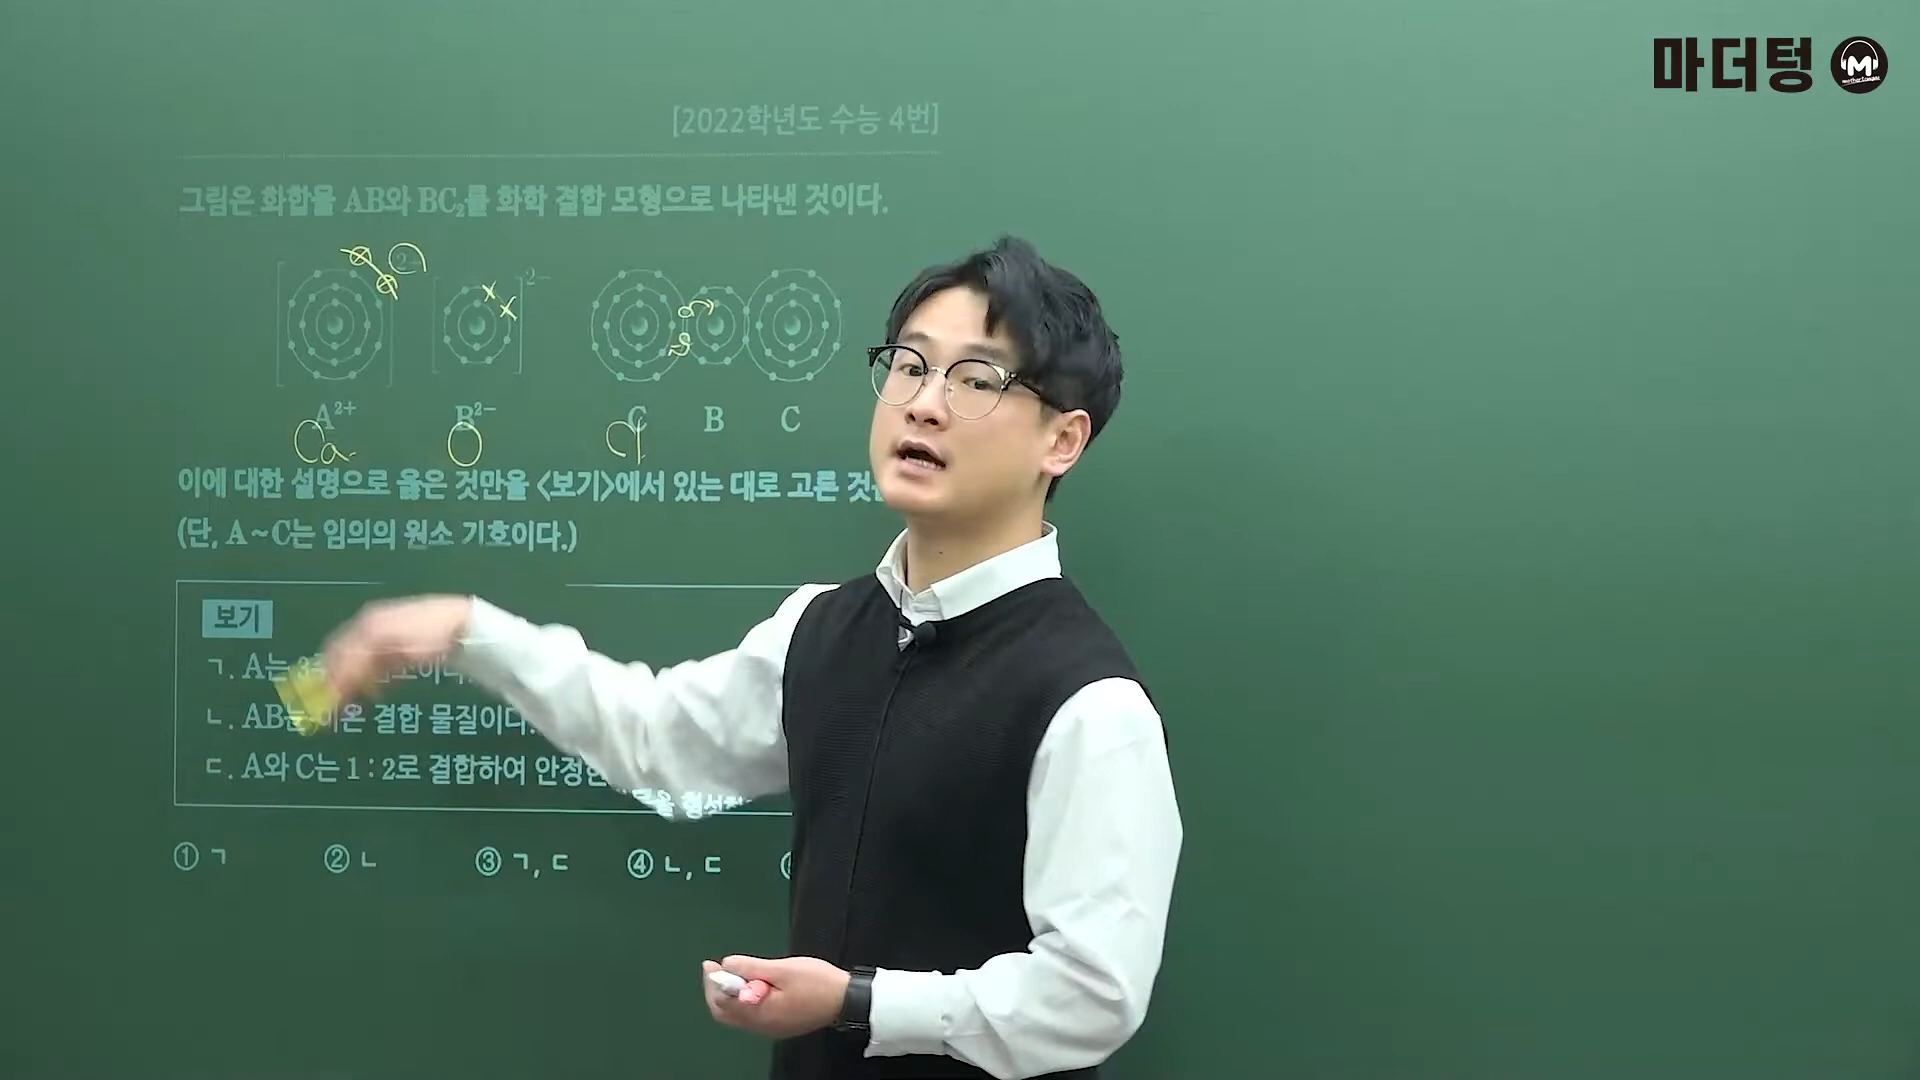 마더텅
[2022학년도 수능 4번]
그림은 화합물 AB와 BC₂를 화학 결합 모형으로 나타낸 것이다.
2−
2−
A²⁺ B²⁻ C B C
Ca O Cl
이에 대한 설명으로 옳은 것만을 <보기>에서 있는 대로 고른
(단, A~C는 임의의 원소 기호이다.)
보기
ㄱ. A는
ㄴ. AB는 이온 결합 물질이다.
ㄷ. A와 C는 1 : 2로 결합하여 안정한
① ㄱ ② ㄴ ③ ㄱ, ㄷ ④ ㄴ, ㄷ